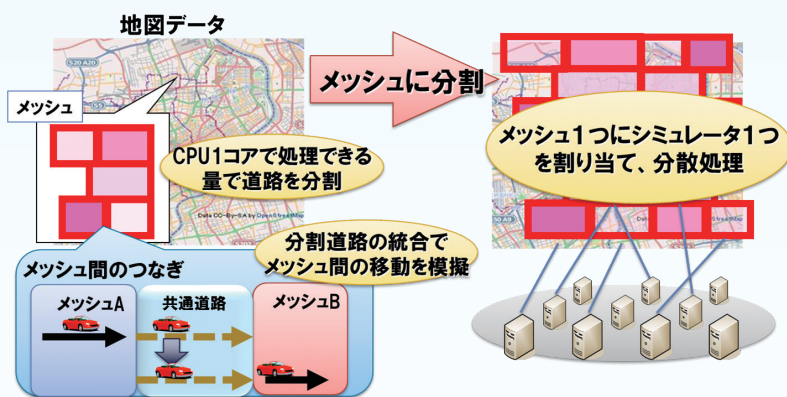 地図データ
S20 A20
メッシュに分割
メッシュ
CPU1コアで処理できる
量で道路を分割
Data CC-By-SA by OpenStreetMap
メッシュ1つにシミュレータ1つ
を割り当て、分散処理
分割道路の統合で
メッシュ間の移動を模擬
メッシュ間のつなぎ
メッシュA
共通道路
メッシュB